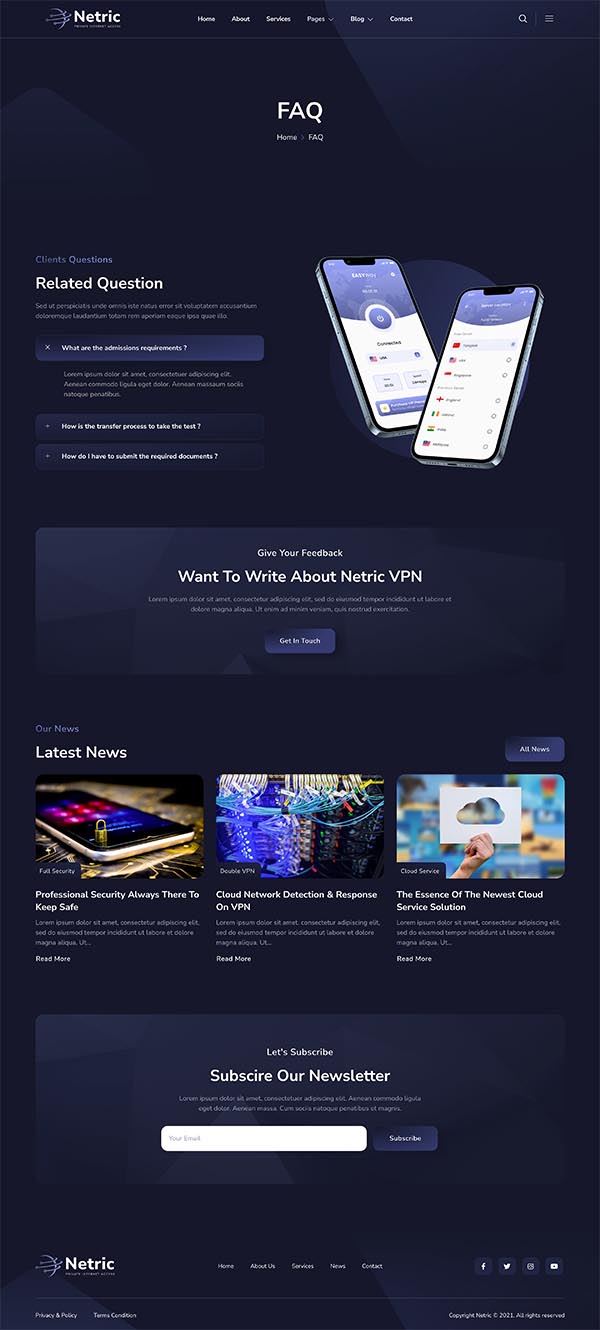 Netric
PRIVATE INTERNET ACCESS
Home About Services Pages Blog Contact
FAQ
Home > FAQ
Clients Questions
Related Question
Sed ut perspiciatis unde omnis iste natus error sit voluptatem accusantium
doloremque laudantium totam rem aperiam eaque ipsa quae illo.
What are the admissions requirements ?
Lorem ipsum dolor sit amet, consectetur adipiscing elit.
Aenean commodo ligula eget dolor. Aenean massaum sociis
natoque penatibus.
How is the transfer process to take the test ?
How do I have to submit the required documents ?
EASY
Connected
USA
Purchase VIP
Server Location
USA
Singapore
England
Ireland
India
Malaysia
Give Your Feedback
Want To Write About Netric VPN
Lorem ipsum dolor sit amet, consectetur adipiscing elit, sed do eiusmod tempor incididunt ut labore et
dolore magna aliqua. Ut enim ad minim veniam, quis nostrud exercitation.
Get In Touch
Our News
Latest News
All News
Full Security
Double VPN
Cloud Service
Professional Security Always There To
Keep Safe
Lorem ipsum dolor sit amet, consectetur adipiscing elit,
sed do eiusmod tempor incididunt ut labore et dolore
magna aliqua. Ut...
Read More
Cloud Network Detection & Response
On VPN
Lorem ipsum dolor sit amet, consectetur adipiscing elit,
sed do eiusmod tempor incididunt ut labore et dolore
magna aliqua. Ut...
Read More
The Essence Of The Newest Cloud
Service Solution
Lorem ipsum dolor sit amet, consectetur adipiscing elit,
sed do eiusmod tempor incididunt ut labore et dolore
magna aliqua. Ut...
Read More
Let's Subscribe
Subscire Our Newsletter
Lorem ipsum dolor sit amet, consectetuer adipiscing elit. Aenean commodo ligula
eget dolor. Aenean massa. Cum sociis natoque penatibus et magnis.
Your Email
Subscribe
Netric
PRIVATE INTERNET ACCESS
Home About Us Services News Contact
Privacy & Policy Terms Condition
Copyright Netric © 2021. All rights reserved